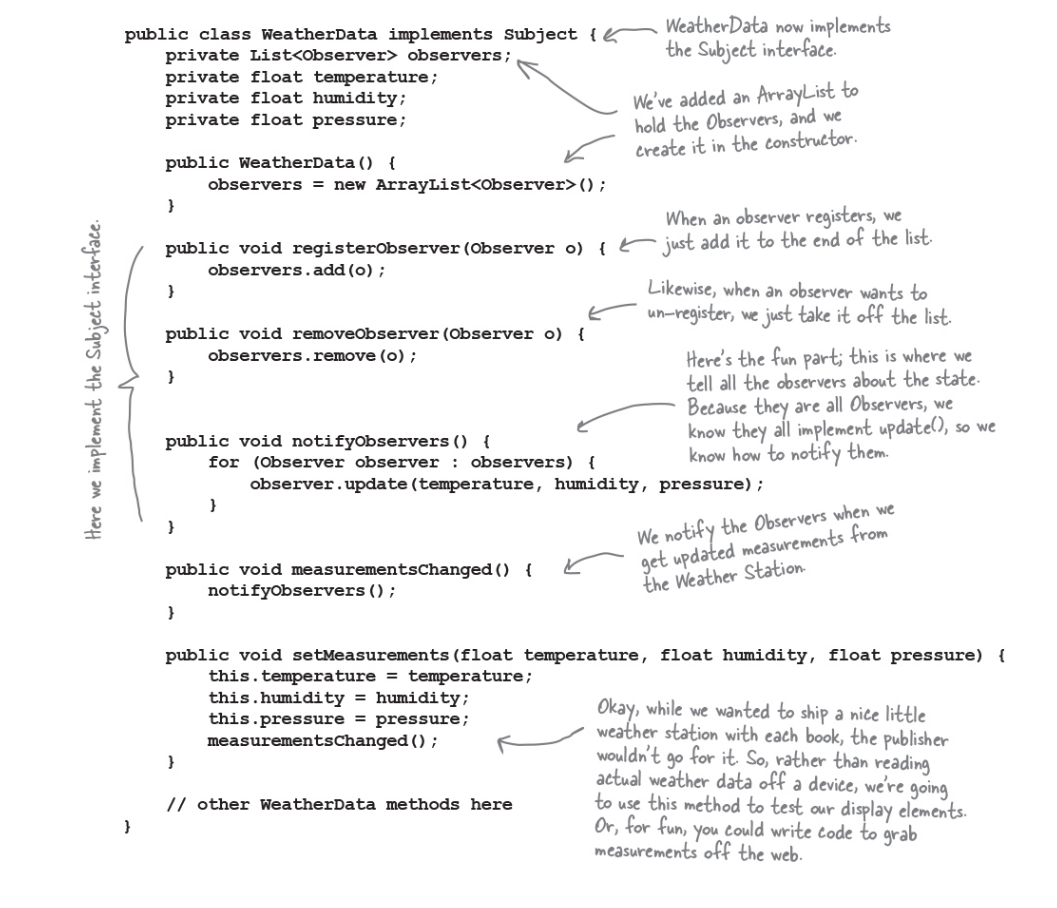 public class WeatherData implements Subject {
WeatherData now implements
the Subject interface.
private List<Observer> observers;
private float temperature;
private float humidity;
private float pressure;
We've added an ArrayList to
hold the Observers, and we
create it in the constructor.
public WeatherData() {
observers = new ArrayList<Observer>();
}
Here we implement the Subject interface.
public void registerObserver(Observer o) {
observers.add(o);
}
When an observer registers, we
just add it to the end of the list.
public void removeObserver(Observer o) {
observers.remove(o);
}
Likewise, when an observer wants to
un-register, we just take it off the list.
Here's the fun part; this is where we
tell all the observers about the state.
Because they are all Observers, we
know they all implement update(), so we
know how to notify them.
public void notifyObservers() {
for (Observer observer : observers) {
observer.update(temperature, humidity, pressure);
}
}
We notify the Observers when we
get updated measurements from
the Weather Station.
public void measurementsChanged() {
notifyObservers();
}
public void setMeasurements(float temperature, float humidity, float pressure) {
this.temperature = temperature;
this.humidity = humidity;
this.pressure = pressure;
measurementsChanged();
}
Okay, while we wanted to ship a nice little
weather station with each book, the publisher
wouldn't go for it. So, rather than reading
actual weather data off a device, we're going
to use this method to test our display elements.
Or, for fun, you could write code to grab
measurements off the web.
// other WeatherData methods here
}